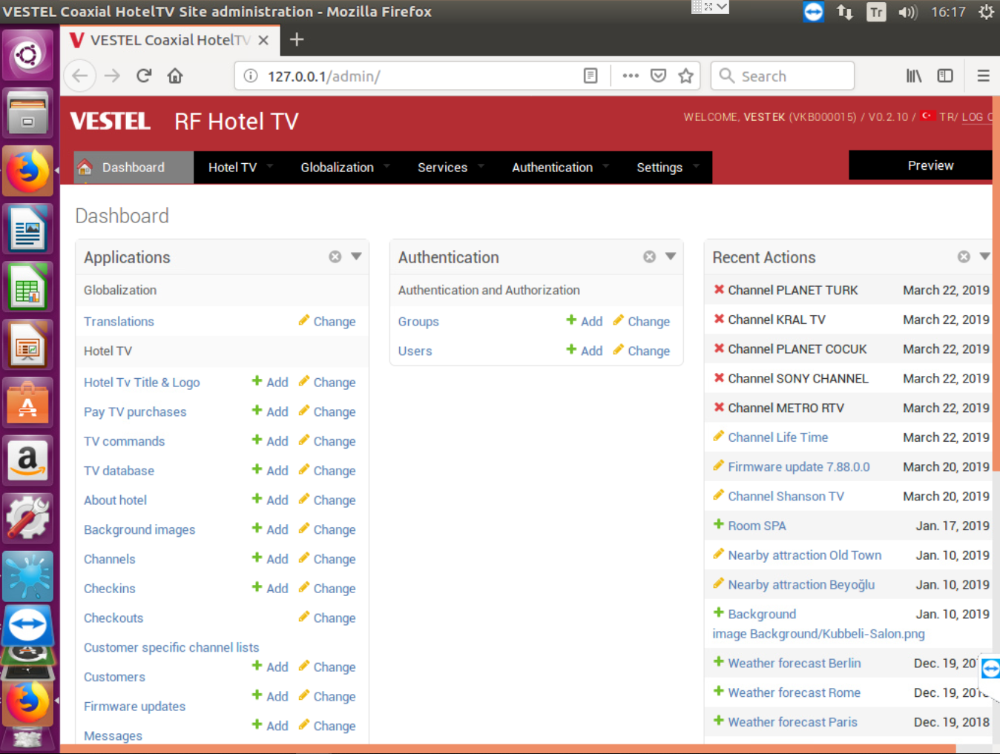 VESTEL Coaxial HotelTV Site administration - Mozilla Firefox
Tr
16:17
VESTEL Coaxial HotelTV
127.0.0.1/admin/
Search
VESTEL RF Hotel TV
WELCOME, VESTEK (VKB000015) / V0.2.10 / TR/ LOG
Dashboard Hotel TV Globalization Services Authentication Settings Preview
Dashboard
Applications
Globalization
Translations Change
Hotel TV
Hotel Tv Title & Logo Add Change
Pay TV purchases Add Change
TV commands Add Change
TV database Add Change
About hotel Add Change
Background images Add Change
Channels Add Change
Checkins Add Change
Checkouts Change
Customer specific channel lists
Add Change
Customers
Add Change
Firmware updates
Add Change
Messages
Authentication
Authentication and Authorization
Groups Add Change
Users Add Change
Recent Actions
Channel PLANET TURK March 22, 2019
Channel KRAL TV March 22, 2019
Channel PLANET COCUK March 22, 2019
Channel SONY CHANNEL March 22, 2019
Channel METRO RTV March 22, 2019
Channel Life Time March 22, 2019
Firmware update 7.88.0.0 March 20, 2019
Channel Shanson TV March 20, 2019
Room SPA Jan. 17, 2019
Nearby attraction Old Town Jan. 10, 2019
Nearby attraction Beyoğlu Jan. 10, 2019
Background Jan. 10, 2019
image Background/Kubbeli-Salon.png
Weather forecast Berlin Dec. 19,
Weather forecast Rome Dec. 19,
Weather forecast Paris Dec. 19, 2018